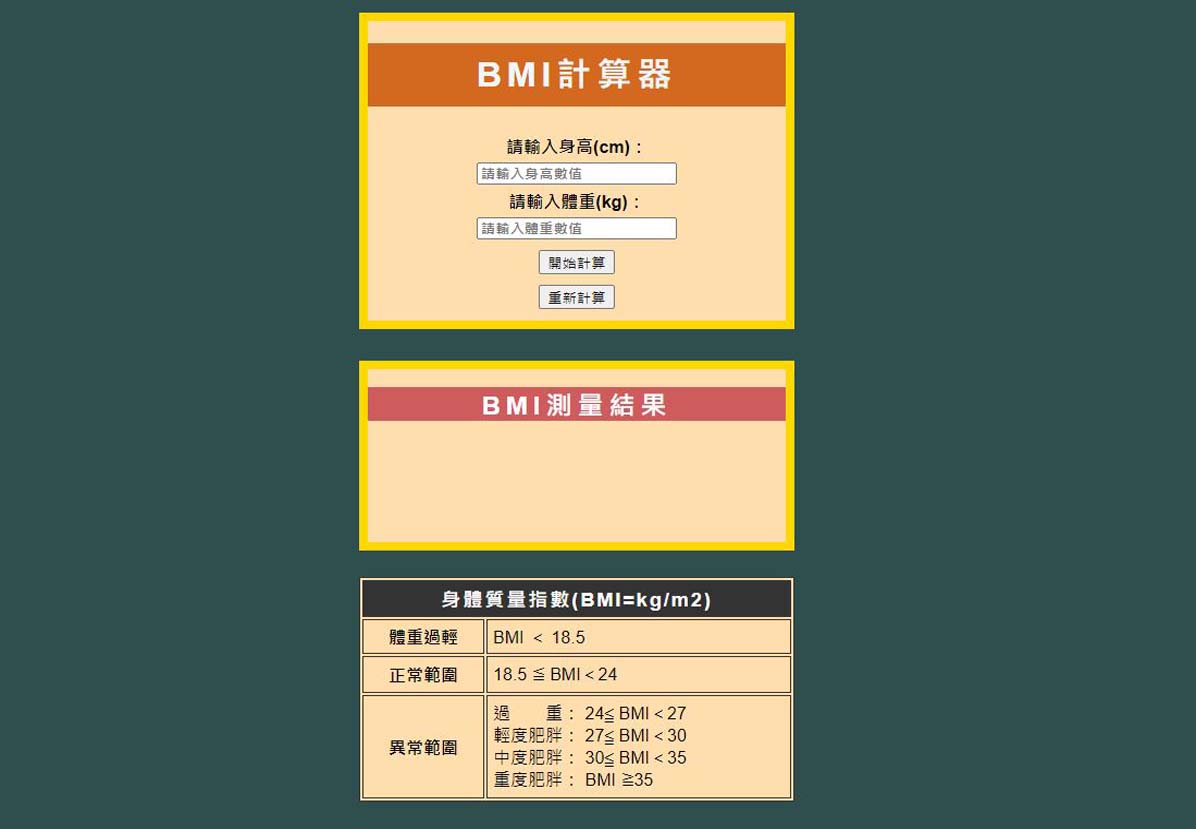 BMI計算器
請輸入身高(cm)：
請輸入身高數值
請輸入體重(kg)：
請輸入體重數值
開始計算
重新計算
BMI測量結果
身體質量指數(BMI=kg/m2)
體重過輕 BMI ＜ 18.5
正常範圍 18.5 ≦ BMI＜24
異常範圍
過　　重： 24≦ BMI＜27
輕度肥胖： 27≦ BMI＜30
中度肥胖： 30≦ BMI＜35
重度肥胖： BMI ≧35